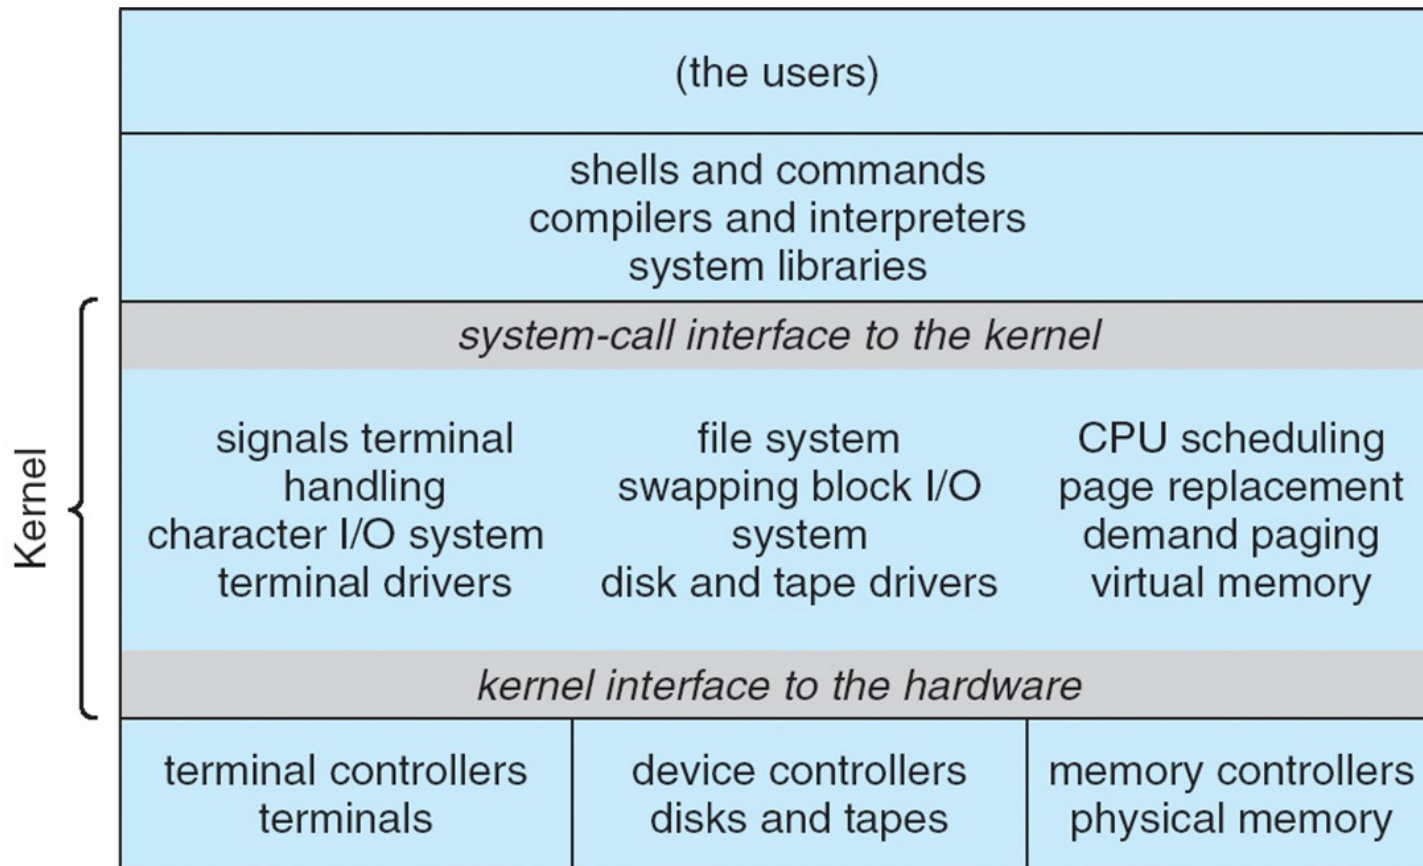 (the users)
shells and commands
compilers and interpreters
system libraries
Kernel
system-call interface to the kernel
signals terminal
handling
character I/O system
terminal drivers
file system
swapping block I/O
system
disk and tape drivers
CPU scheduling
page replacement
demand paging
virtual memory
kernel interface to the hardware
terminal controllers
terminals
device controllers
disks and tapes
memory controllers
physical memory